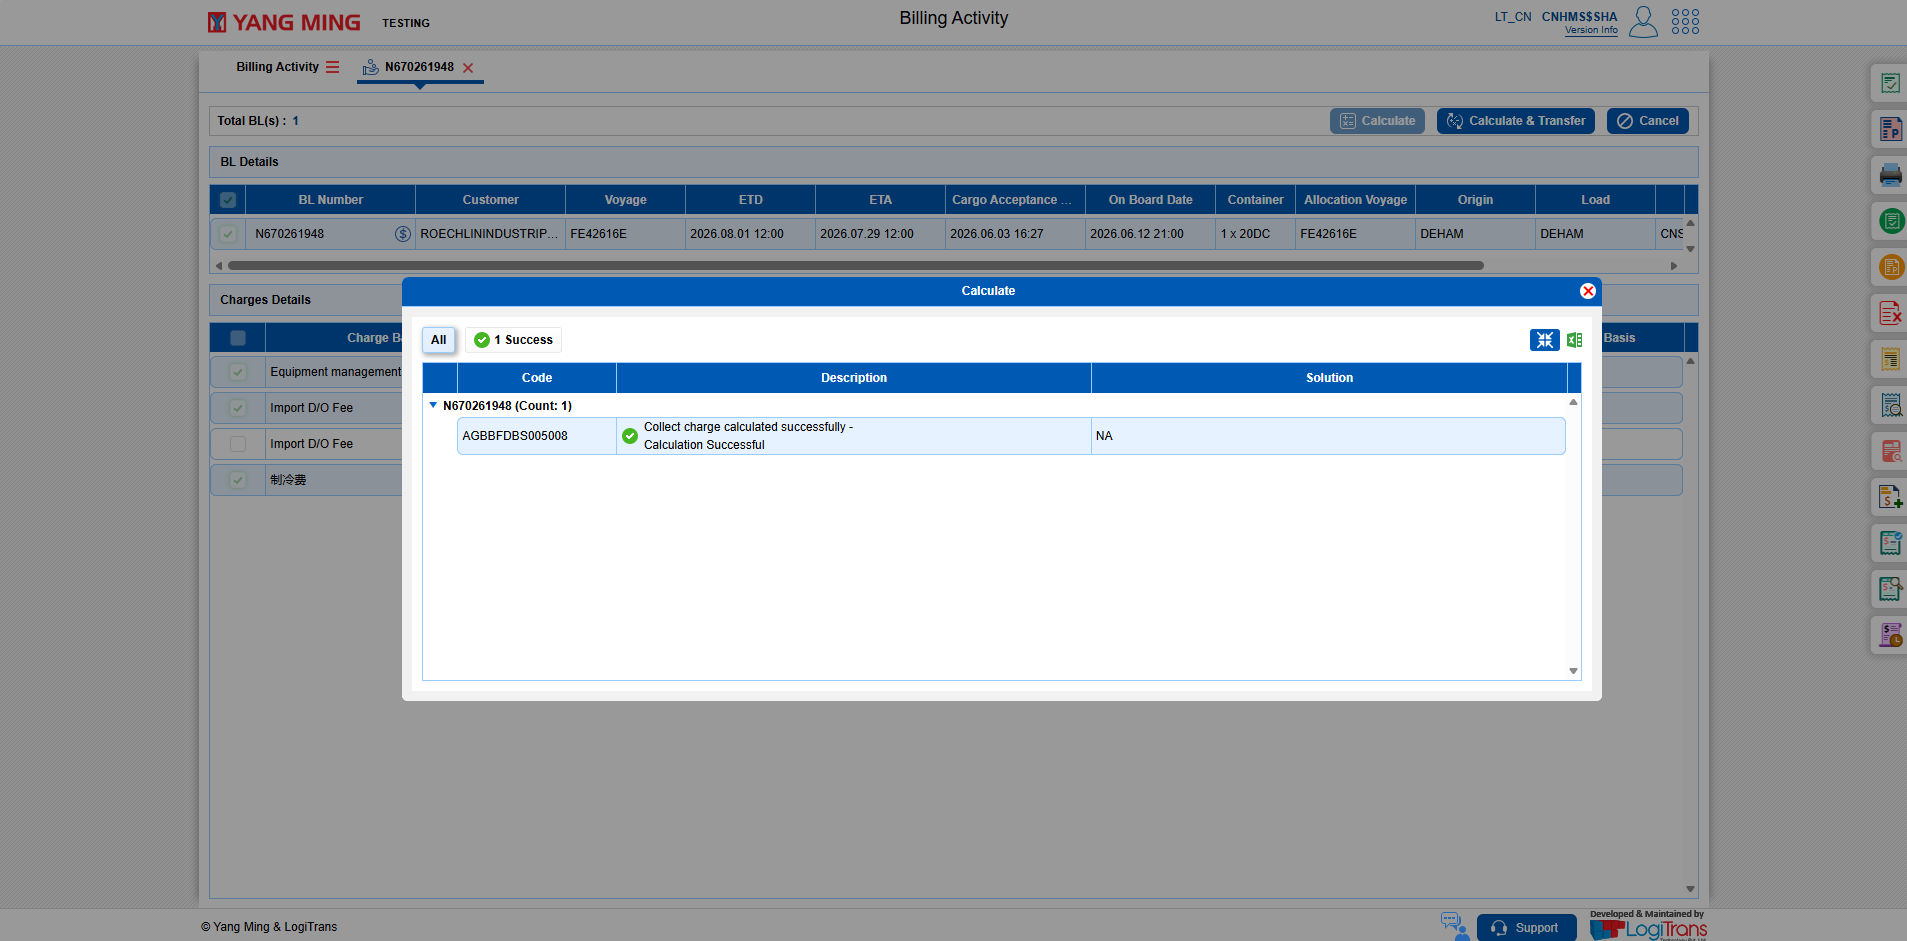 YANG MING
TESTING
Billing Activity
LT_CN CNHMS$SHA
Version Info
Billing Activity
N670261948
Total BL(s) : 1
Calculate
Calculate & Transfer
Cancel
BL Details
BL Number Customer Voyage ETD ETA Cargo Acceptance ... On Board Date Container Allocation Voyage Origin Load
N670261948 ROECHLININDUSTRIP... FE42616E 2026.08.01 12:00 2026.07.29 12:00 2026.06.03 16:27 2026.06.12 21:00 1 x 20DC FE42616E DEHAM DEHAM CNS
Charges Details
Charge B
Basis
Equipment management
Import D/O Fee
Import D/O Fee
制冷费
Calculate
All
1 Success
Code Description Solution
N670261948 (Count: 1)
AGBBFDBS005008
Collect charge calculated successfully -
Calculation Successful
NA
© Yang Ming & LogiTrans
Support
Developed & Maintained by
LogiTrans